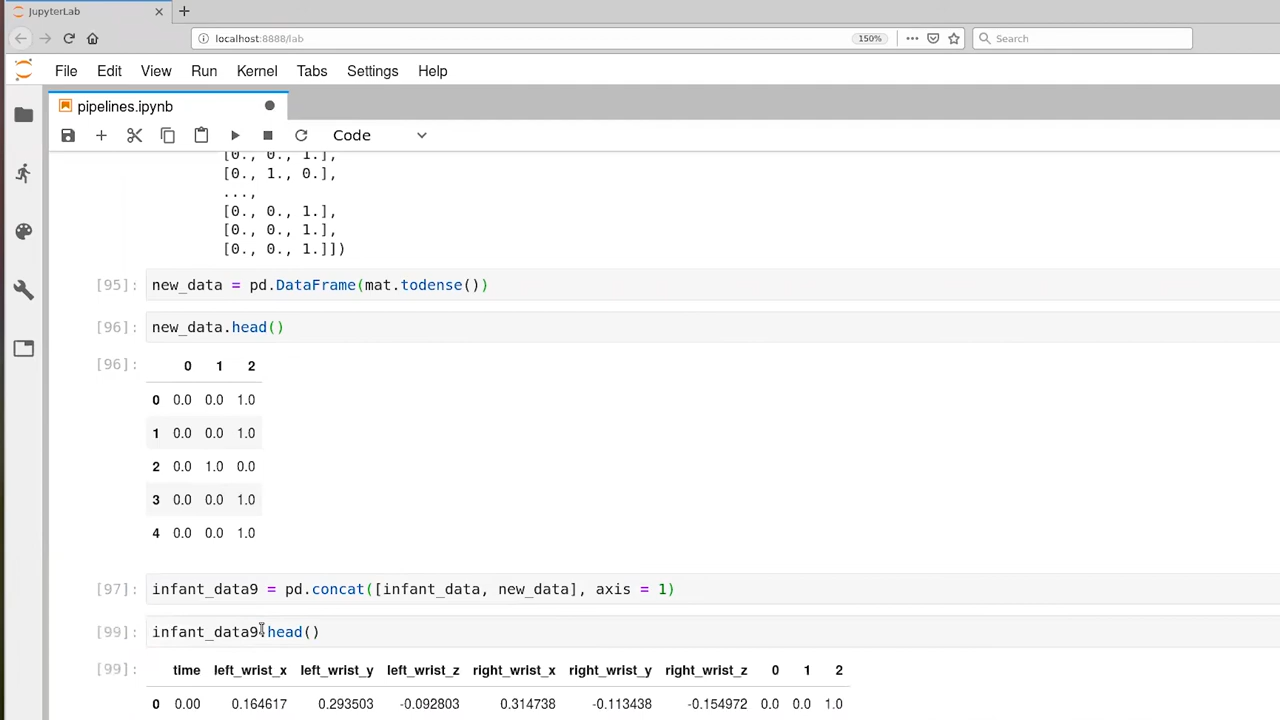 JupyterLab
localhost:8888/lab
150%
Search
File Edit View Run Kernel Tabs Settings Help
pipelines.ipynb
Code
[0., 0., 1.],
[0., 1., 0.],
...,
[0., 0., 1.],
[0., 0., 1.],
[0., 0., 1.]])
[95]: new_data = pd.DataFrame(mat.todense())
[96]: new_data.head()
[96]: 0 1 2
0 0.0 0.0 1.0
1 0.0 0.0 1.0
2 0.0 1.0 0.0
3 0.0 0.0 1.0
4 0.0 0.0 1.0
[97]: infant_data9 = pd.concat([infant_data, new_data], axis = 1)
[99]: infant_data9.head()
[99]: time left_wrist_x left_wrist_y left_wrist_z right_wrist_x right_wrist_y right_wrist_z 0 1 2
0 0.00 0.164617 0.293503 -0.092803 0.314738 -0.113438 -0.154972 0.0 0.0 1.0